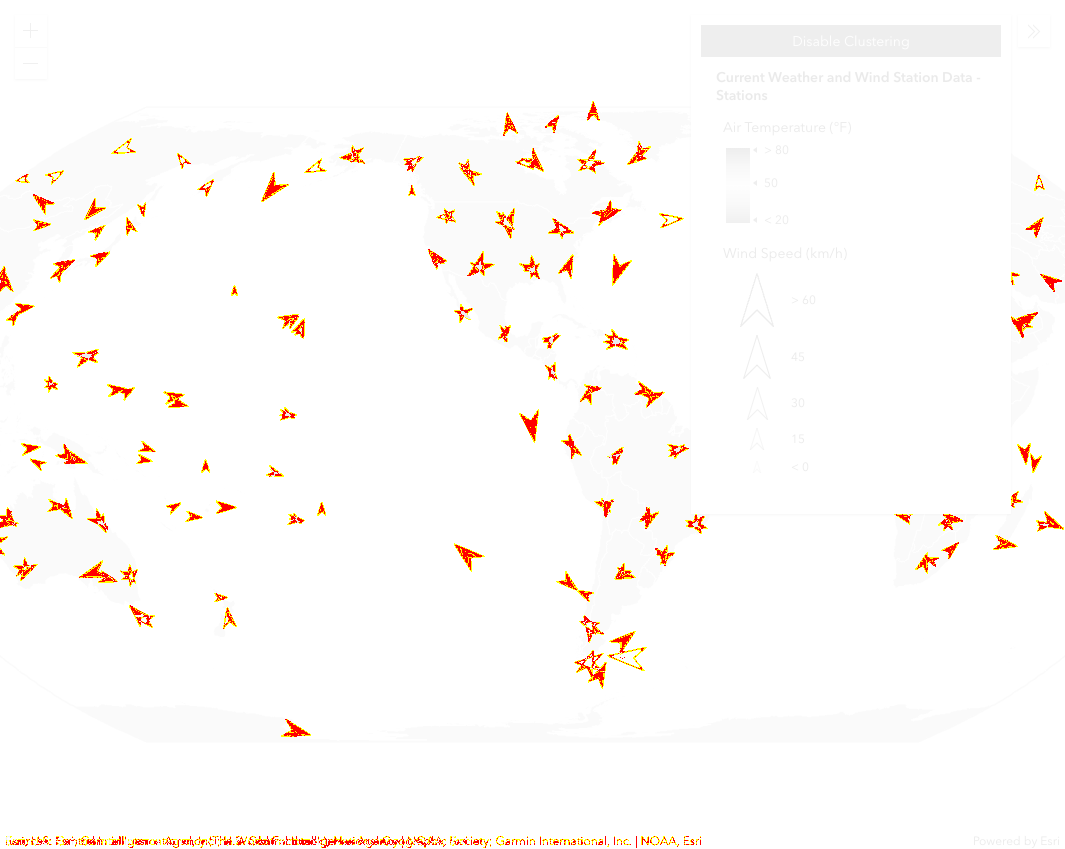 +
Disable Clustering
−
Current Weather and Wind Station Data -
Stations
Air Temperature (°F)
> 80
50
< 20
Wind Speed (km/h)
> 60
45
30
15
< 0
Society; Garmin International, Inc. | NOAA, Esri
Powered by Esri